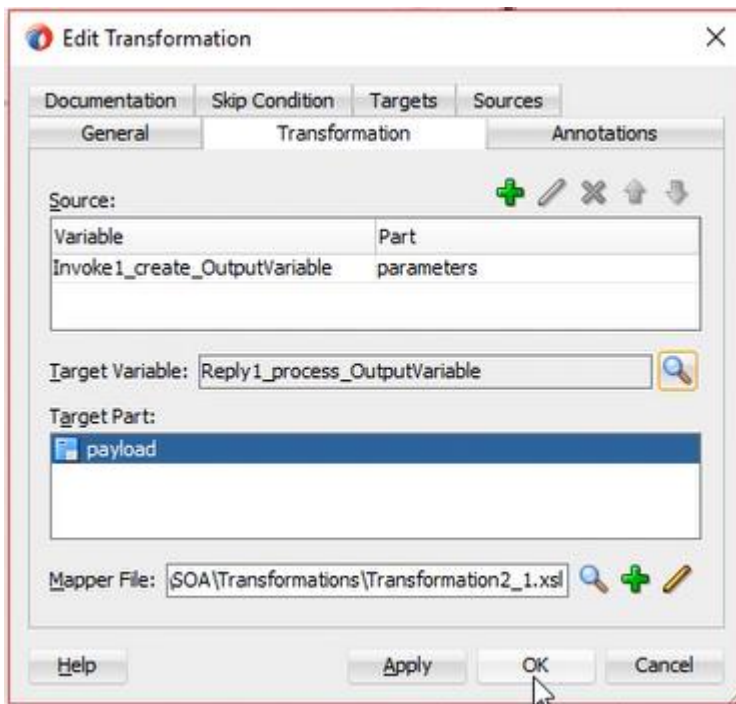 Edit Transformation
Documentation Skip Condition Targets Sources
General Transformation Annotations
Source:
Variable Part
Invoke1_create_OutputVariable parameters
Target Variable: Reply1_process_OutputVariable
Target Part:
payload
Mapper File: SOA\Transformations\Transformation2_1.xsl
Help Apply OK Cancel